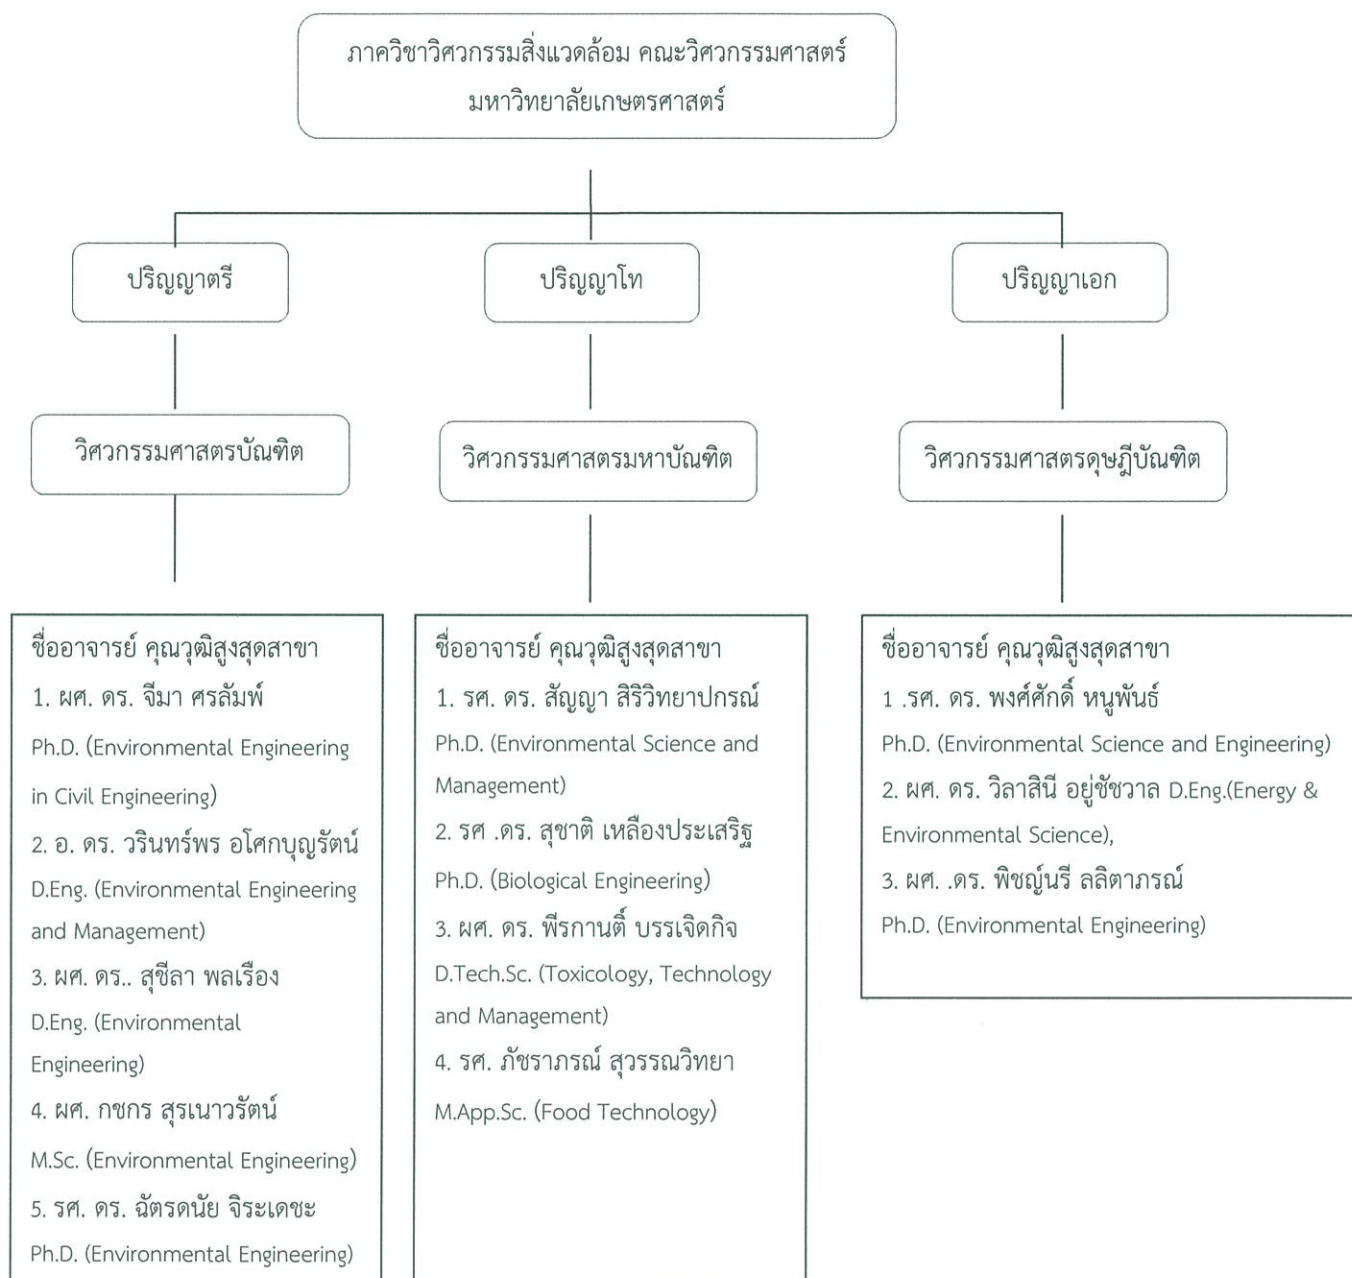 ภาควิชาวิศวกรรมสิ่งแวดล้อม คณะวิศวกรรมศาสตร์
มหาวิทยาลัยเกษตรศาสตร์
ปริญญาตรี
ปริญญาโท
ปริญญาเอก
วิศวกรรมศาสตรบัณฑิต
วิศวกรรมศาสตรมหาบัณฑิต
วิศวกรรมศาสตรดุษฎีบัณฑิต
ชื่ออาจารย์ คุณวุฒิสูงสุดสาขา
1. ผศ. ดร. จีมา ศรลัมพ์
Ph.D. (Environmental Engineering
in Civil Engineering)
2. อ. ดร. วรินทร์พร อโศกบุญรัตน์
D.Eng. (Environmental Engineering
and Management)
3. ผศ. ดร.. สุชีลา พลเรือง
D.Eng. (Environmental
Engineering)
4. ผศ. กชกร สุรเนาวรัตน์
M.Sc. (Environmental Engineering)
5. รศ. ดร. ฉัตรดนัย จิระเดชะ
Ph.D. (Environmental Engineering)
ชื่ออาจารย์ คุณวุฒิสูงสุดสาขา
1. รศ. ดร. สัญญา สิริวิทยาปกรณ์
Ph.D. (Environmental Science and
Management)
2. รศ .ดร. สุชาติ เหลืองประเสริฐ
Ph.D. (Biological Engineering)
3. ผศ. ดร. พีรกานติ์ บรรเจิดกิจ
D.Tech.Sc. (Toxicology, Technology
and Management)
4. รศ. ภัชราภรณ์ สุวรรณวิทยา
M.App.Sc. (Food Technology)
ชื่ออาจารย์ คุณวุฒิสูงสุดสาขา
1 .รศ. ดร. พงศ์ศักดิ์ หนูพันธ์
Ph.D. (Environmental Science and Engineering)
2. ผศ. ดร. วิลาสินี อยู่ชัชวาล D.Eng.(Energy &
Environmental Science),
3. ผศ. .ดร. พิชญ์นรี ลลิตาภรณ์
Ph.D. (Environmental Engineering)